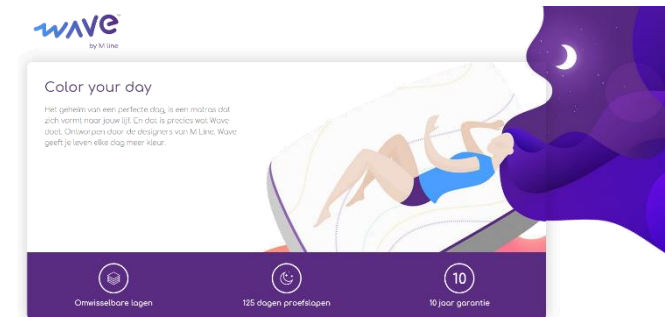 wave
by M line
Color your day
Het geheim van een perfecte dag, is een matras dat
zich vormt naar jouw lijf. En dat is precies wat Wave
doet. Ontworpen door de designers van M Line. Wave
geeft je leven elke dag meer kleur.
10
Omwisselbare lagen
125 dagen proefslapen
10 jaar garantie